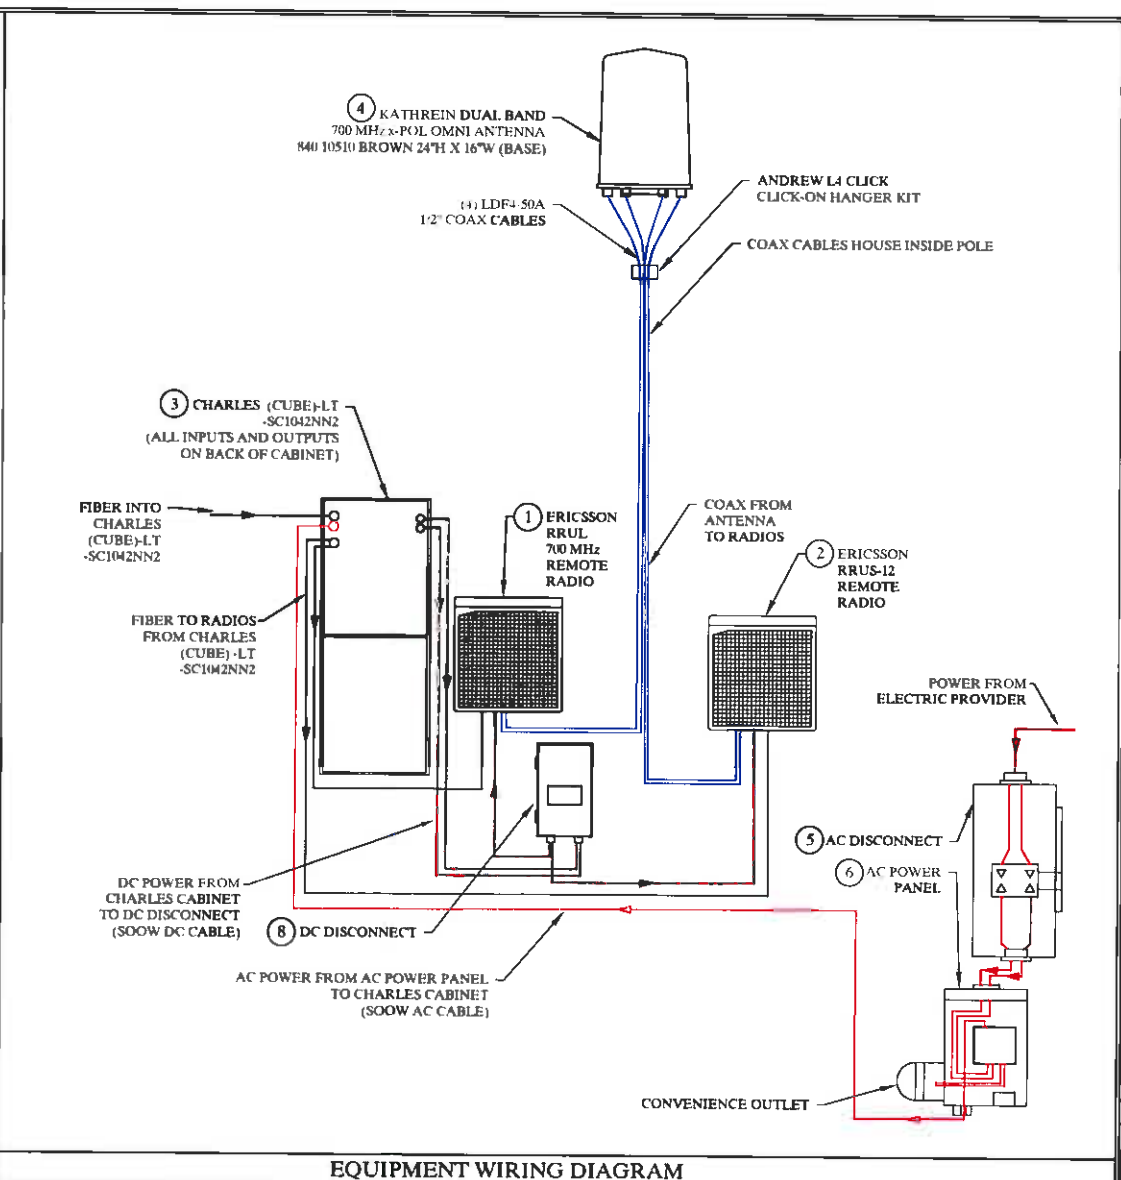 4 KATHREIN DUAL BAND
700 MHz x-POL OMNI ANTENNA
840 10510 BROWN 24"H X 16"W (BASE)
(4) LDF4-50A
1/2" COAX CABLES
ANDREW L4 CLICK
CLICK-ON HANGER KIT
COAX CABLES HOUSE INSIDE POLE
3 CHARLES (CUBE)-LT
-SC1042NN2
(ALL INPUTS AND OUTPUTS
ON BACK OF CABINET)
FIBER INTO
CHARLES
(CUBE)-LT
-SC1042NN2
1 ERICSSON
RRUL
700 MHz
REMOTE
RADIO
COAX FROM
ANTENNA
TO RADIOS
2 ERICSSON
RRUS-12
REMOTE
RADIO
FIBER TO RADIOS
FROM CHARLES
(CUBE) -LT
-SC1042NN2
POWER FROM
ELECTRIC PROVIDER
5 AC DISCONNECT
6 AC POWER
PANEL
DC POWER FROM
CHARLES CABINET
TO DC DISCONNECT
(SOOW DC CABLE)
8 DC DISCONNECT
AC POWER FROM AC POWER PANEL
TO CHARLES CABINET
(SOOW AC CABLE)
CONVENIENCE OUTLET
EQUIPMENT WIRING DIAGRAM